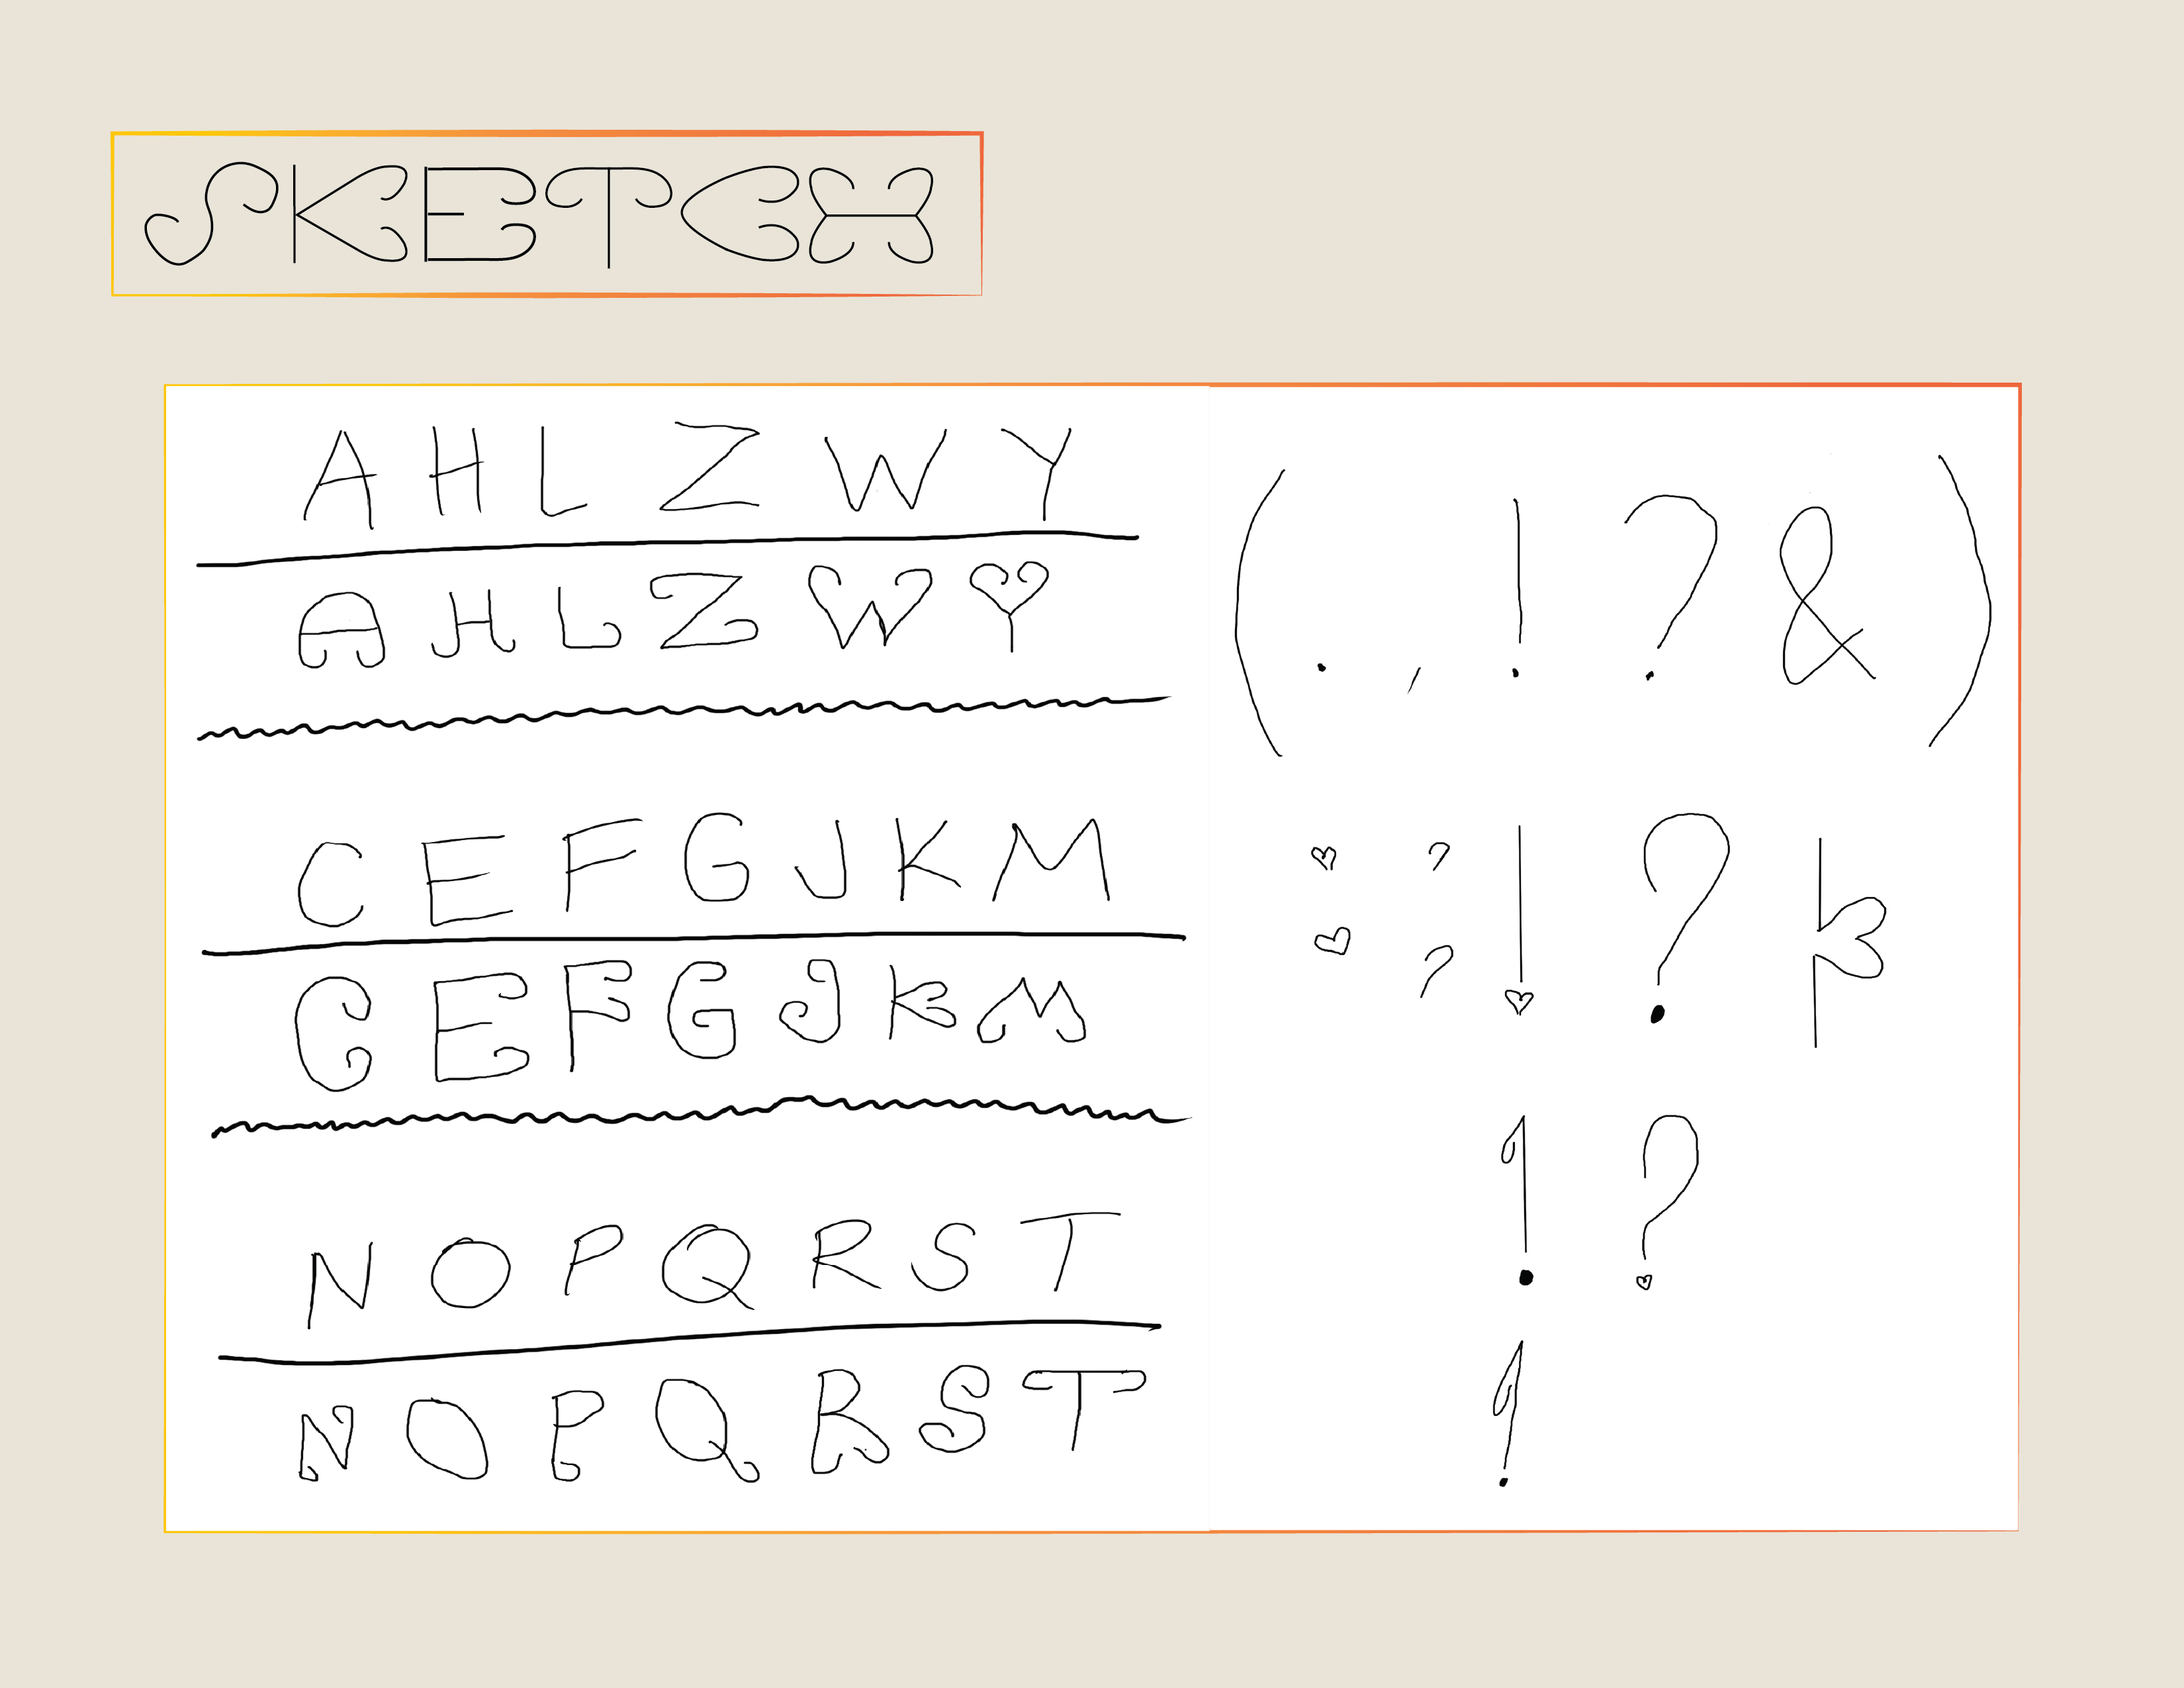 SKETCH
A H L Z W Y
A H L Z W Y
C E F G J K M
C E F G J K M
N O P Q R S T
N O P Q R S T
( . , ! ? & )
, ! ?
,
! ?
!